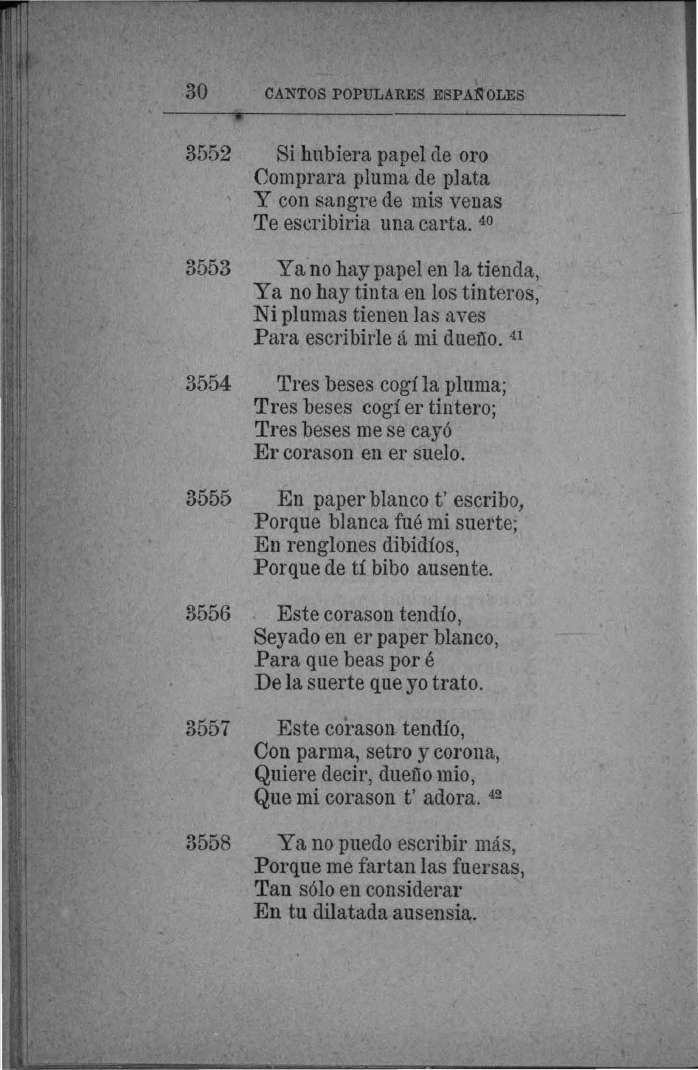 30 CANTOS POPULARES ESPAÑOLES
3552 Si hubiera papel de oro
Comprara pluma de plata
Y con sangre de mis venas
Te escribiria una carta. 40
3553 Ya no hay papel en la tienda,
Ya no hay tinta en los tinteros,
Ni plumas tienen las aves
Para escribirle á mi dueño. 41
3554 Tres beses cogí la pluma;
Tres beses cogí er tintero;
Tres beses me se cayó
Er corason en er suelo.
3555 En paper blanco t' escribo,
Porque blanca fué mi suerte;
En renglones dibidíos,
Porque de tí bibo ausente.
3556 Este corason tendío,
Seyado en er paper blanco,
Para que beas por é
De la suerte que yo trato.
3557 Este corason tendío,
Con parma, setro y corona,
Quiere decir, dueño mio,
Que mi corason t' adora. 42
3558 Ya no puedo escribir más,
Porque me fartan las fuersas,
Tan sólo en considerar
En tu dilatada ausensia.